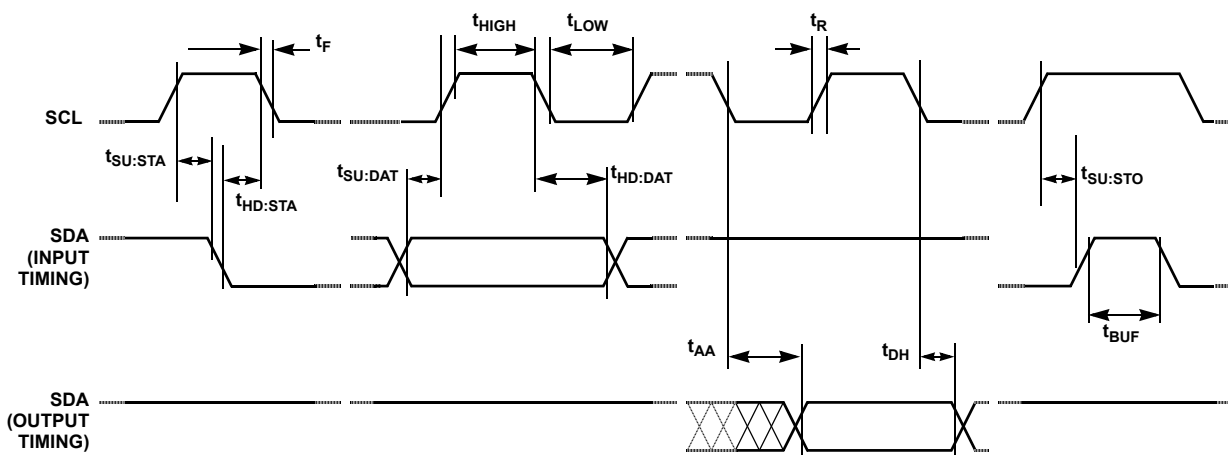 tF
tHIGH
tLOW
tR
SCL
tSU:STA
tHD:STA
tSU:DAT
tHD:DAT
tSU:STO
SDA
(INPUT
TIMING)
tBUF
tAA
tDH
SDA
(OUTPUT
TIMING)